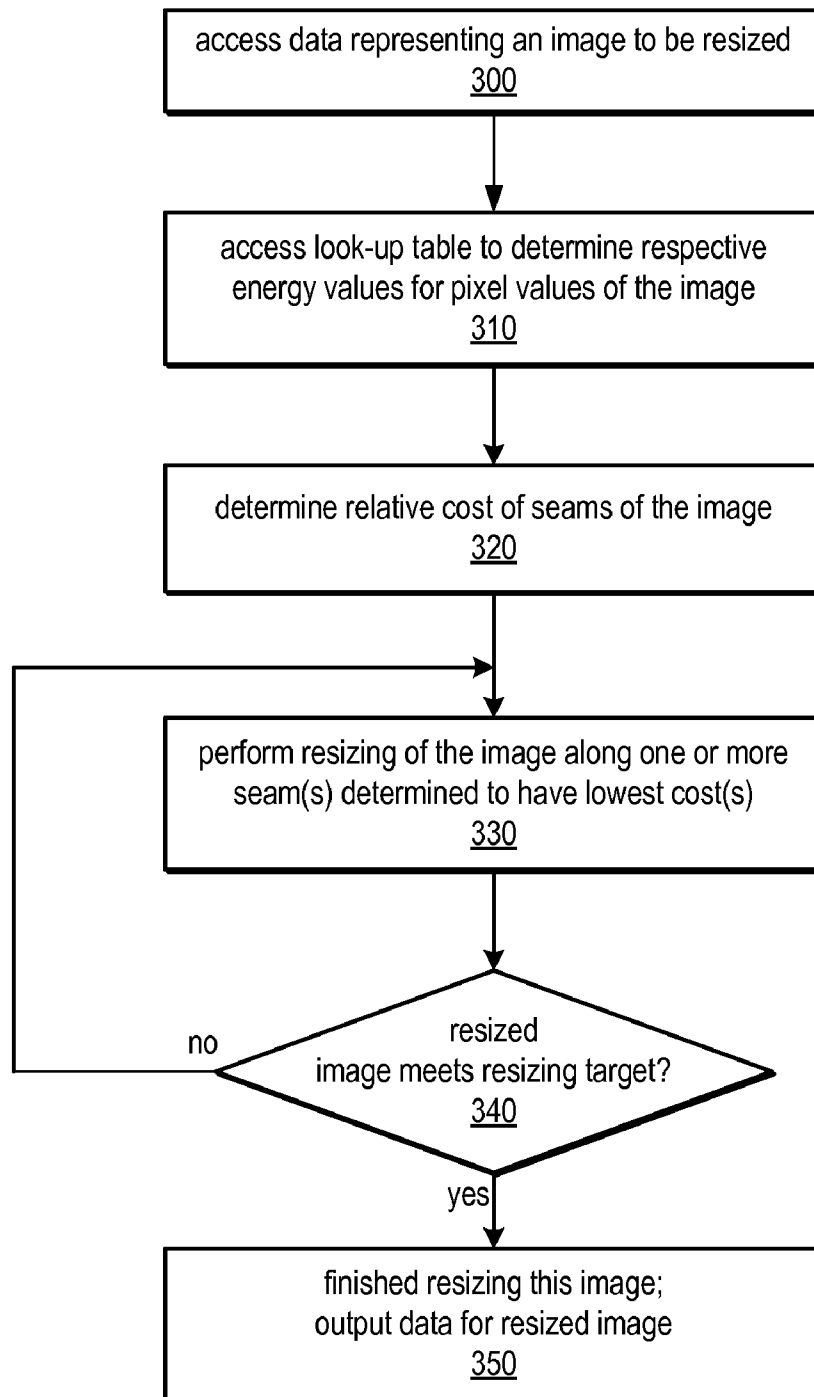 access data representing an image to be resized
300
access look-up table to determine respective
energy values for pixel values of the image
310
determine relative cost of seams of the image
320
perform resizing of the image along one or more
seam(s) determined to have lowest cost(s)
330
no
resized
image meets resizing target?
340
yes
finished resizing this image;
output data for resized image
350